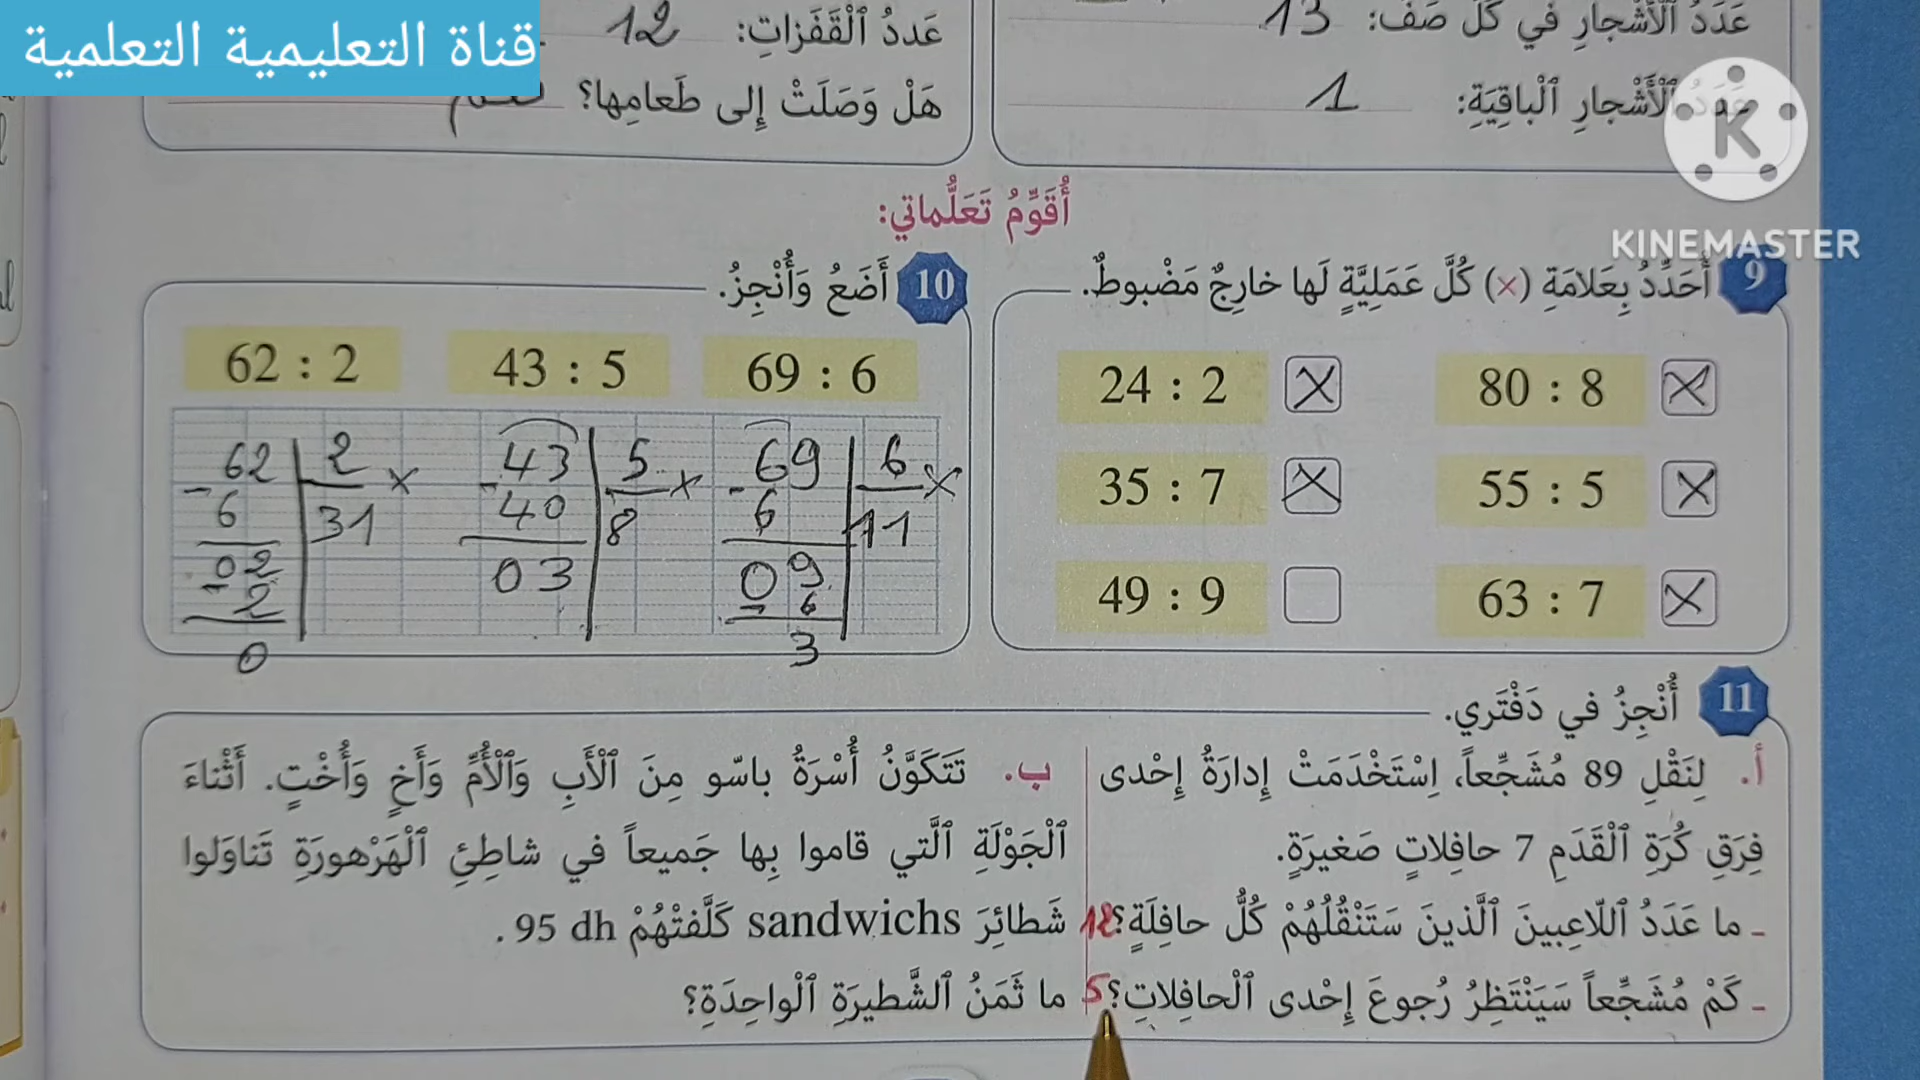 قناة التعليمية التعلمية
عَدَدُ ٱلْأَشْجارِ في كُلِّ صَفٍّ: 13
عَدَدُ ٱلْأَشْجارِ ٱلْباقِيَةِ: 1
عَدَدُ ٱلْقَفَزاتِ: 12
هَلْ وَصَلَتْ إِلى طَعامِها؟
KINEMASTER
أُقَوِّمُ تَعَلُّماتي:
9 أُحَدِّدُ بِعَلامَةِ (×) كُلَّ عَمَلِيَّةٍ لَها خارِجٌ مَضْبوطٌ.
80 : 8 × 24 : 2 ×
55 : 5 × 35 : 7 ×
63 : 7 × 49 : 9
10 أَضَعُ وَأُنْجِزُ.
62 : 2 43 : 5 69 : 6
62 2 × 43 5 × 69 6 ×
- 6 31 - 40 8 - 6 11
02 03 09
- 2 - 6
0 3
11 أُنْجِزُ في دَفْتَري.
أ. لِنَقْلِ 89 مُشَجِّعاً، اِسْتَخْدَمَتْ إِدارَةُ إِحْدى
فِرَقِ كُرَةِ ٱلْقَدَمِ 7 حافِلاتٍ صَغيرَةٍ.
ـ ما عَدَدُ ٱللّاعِبينَ ٱلَّذينَ سَتَنْقُلُهُمْ كُلُّ حافِلَةٍ؟ 12
ـ كَمْ مُشَجِّعاً سَيَنْتَظِرُ رُجوعَ إِحْدى ٱلْحافِلاتِ؟ 5
ب. تَتَكَوَّنُ أُسْرَةُ باسّو مِنَ ٱلْأَبِ وَٱلْأُمِّ وَأَخٍ وَأُخْتٍ. أَثْناءَ
ٱلْجَوْلَةِ ٱلَّتي قاموا بِها جَميعاً في شاطِئِ ٱلْهَرْهورَةِ تَناوَلوا
شَطائِرَ sandwichs كَلَّفَتْهُمْ 95 dh .
ما ثَمَنُ ٱلشَّطيرَةِ ٱلْواحِدَةِ؟